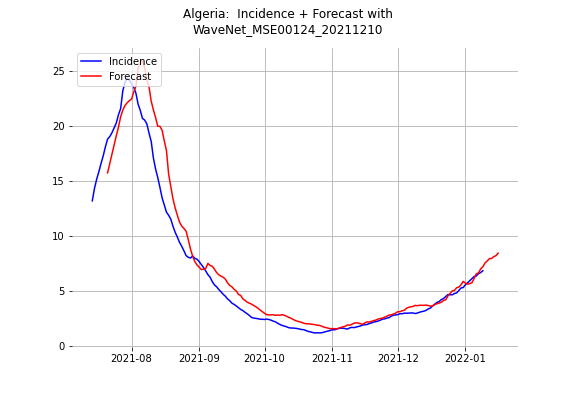 Algeria:  Incidence + Forecast with
WaveNet_MSE00124_20211210
Incidence
Forecast
25
20
15
10
5
0
2021-08 2021-09 2021-10 2021-11 2021-12 2022-01